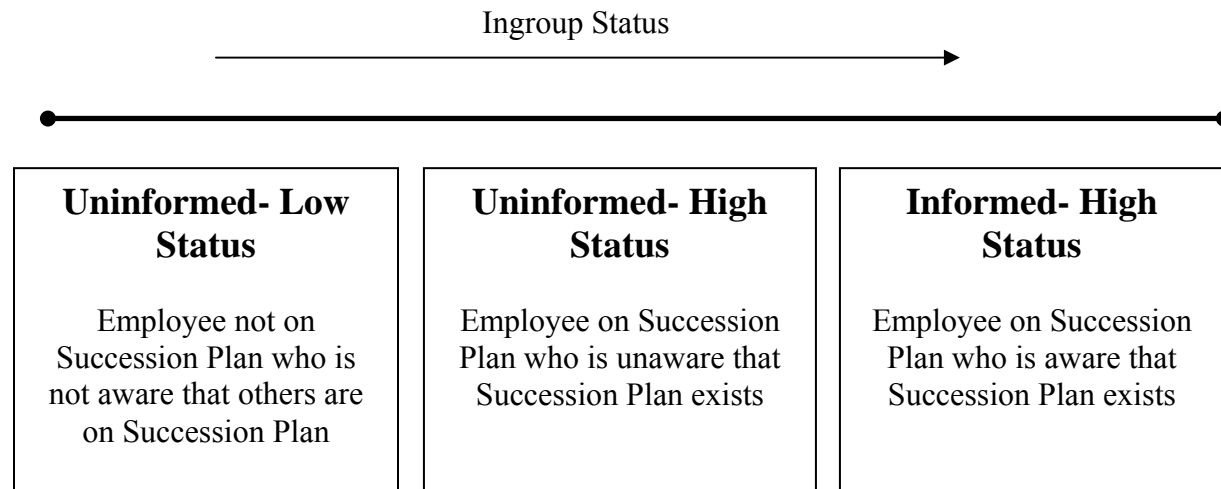 Ingroup Status
Uninformed- Low
Status
Employee not on
Succession Plan who is
not aware that others are
on Succession Plan
Uninformed- High
Status
Employee on Succession
Plan who is unaware that
Succession Plan exists
Informed- High
Status
Employee on Succession
Plan who is aware that
Succession Plan exists